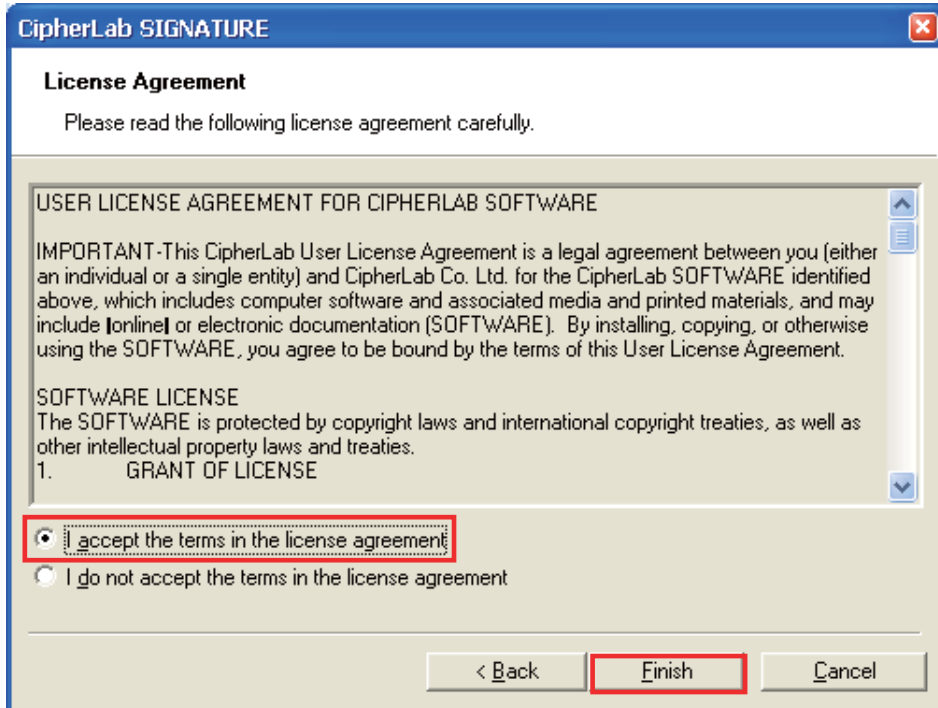 CipherLab SIGNATURE
License Agreement
Please read the following license agreement carefully.
USER LICENSE AGREEMENT FOR CIPHERLAB SOFTWARE
IMPORTANT-This CipherLab User License Agreement is a legal agreement between you (either
an individual or a single entity) and CipherLab Co. Ltd. for the CipherLab SOFTWARE identified
above, which includes computer software and associated media and printed materials, and may
include |online| or electronic documentation (SOFTWARE).  By installing, copying, or otherwise
using the SOFTWARE, you agree to be bound by the terms of this User License Agreement.
SOFTWARE LICENSE
The SOFTWARE is protected by copyright laws and international copyright treaties, as well as
other intellectual property laws and treaties.
1. GRANT OF LICENSE
I accept the terms in the license agreement
I do not accept the terms in the license agreement
< Back Finish Cancel